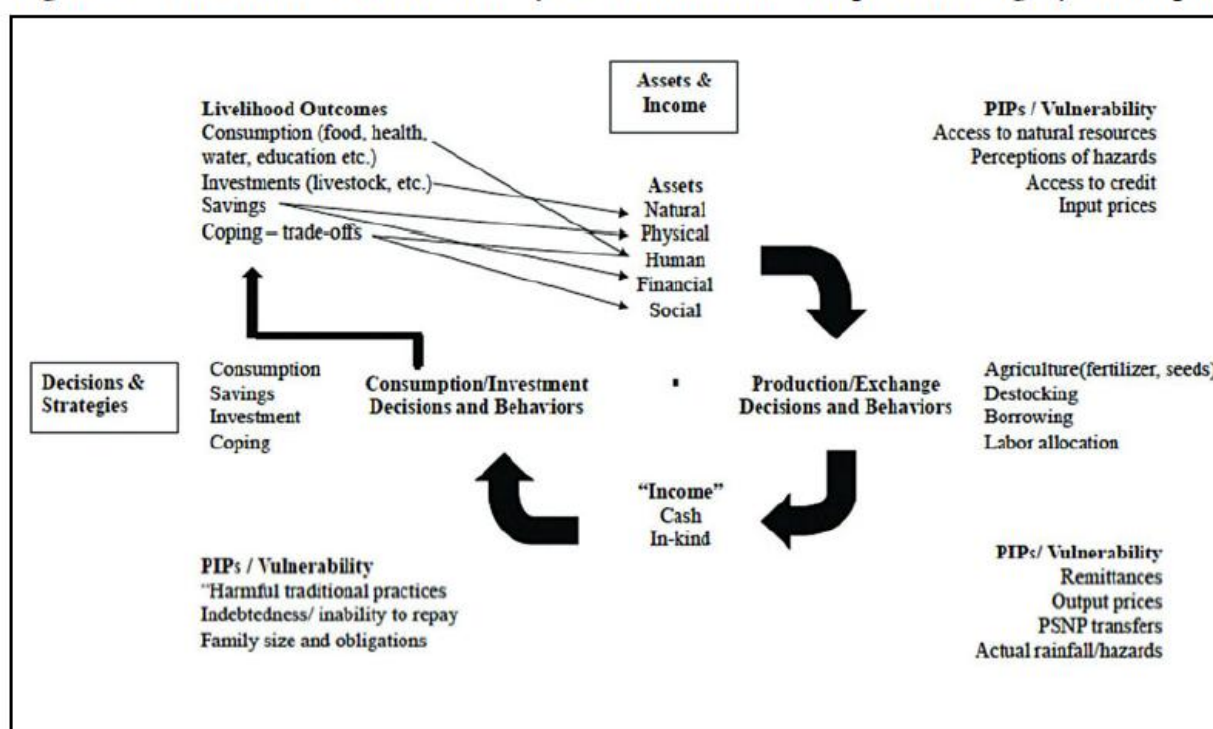 Assets &
Income
Livelihood Outcomes
Consumption (food, health,
water, education etc.)
Investments (livestock, etc.)
Savings
Coping – trade-offs
Assets
Natural
Physical
Human
Financial
Social
PIPs / Vulnerability
Access to natural resources
Perceptions of hazards
Access to credit
Input prices
Decisions &
Strategies
Consumption
Savings
Investment
Coping
Consumption/Investment
Decisions and Behaviors
Production/Exchange
Decisions and Behaviors
Agriculture(fertilizer, seeds)
Destocking
Borrowing
Labor allocation
“Income”
Cash
In-kind
PIPs / Vulnerability
“Harmful traditional practices
Indebtedness/ inability to repay
Family size and obligations
PIPs/ Vulnerability
Remittances
Output prices
PSNP transfers
Actual rainfall/hazards